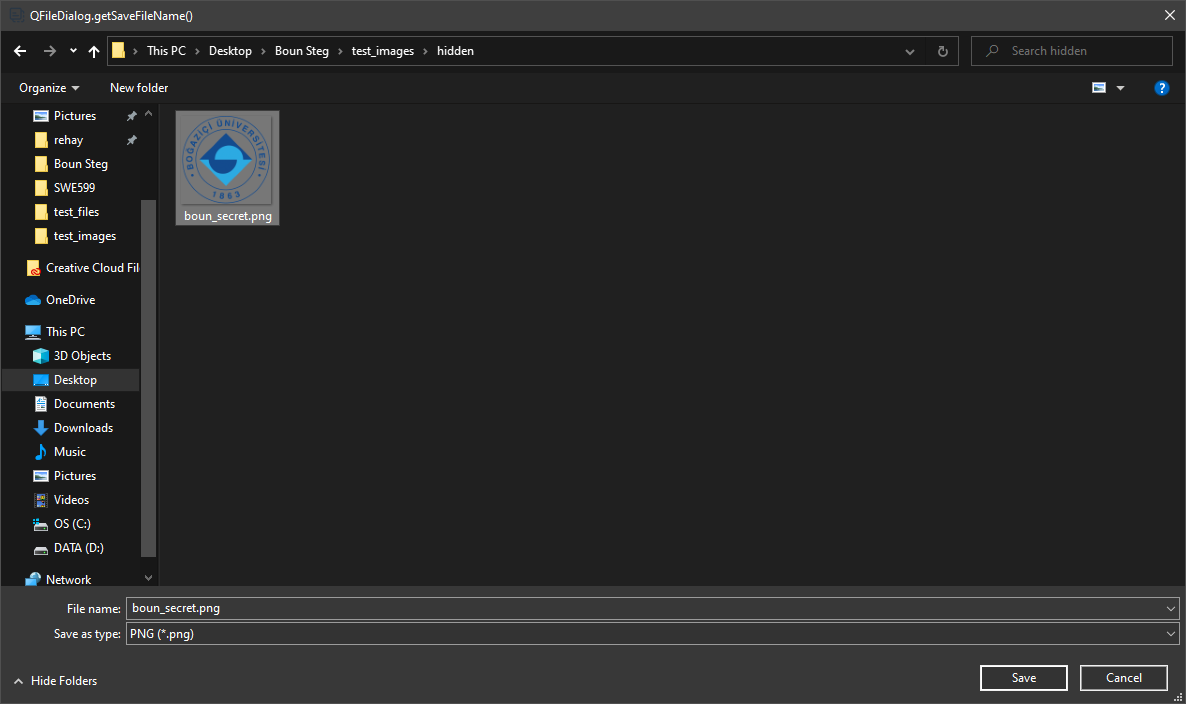 QFileDialog.getSaveFileName()
This PC › Desktop › Boun Steg › test_images › hidden
Search hidden
Organize
New folder
?
Pictures
rehay
Boun Steg
SWE599
test_files
test_images
Creative Cloud Fil
OneDrive
This PC
3D Objects
Desktop
Documents
Downloads
Music
Pictures
Videos
OS (C:)
DATA (D:)
Network
BOĞAZİÇİ ÜNİVERSİTESİ
1863
boun_secret.png
File name: boun_secret.png
Save as type: PNG (*.png)
Hide Folders
Save
Cancel